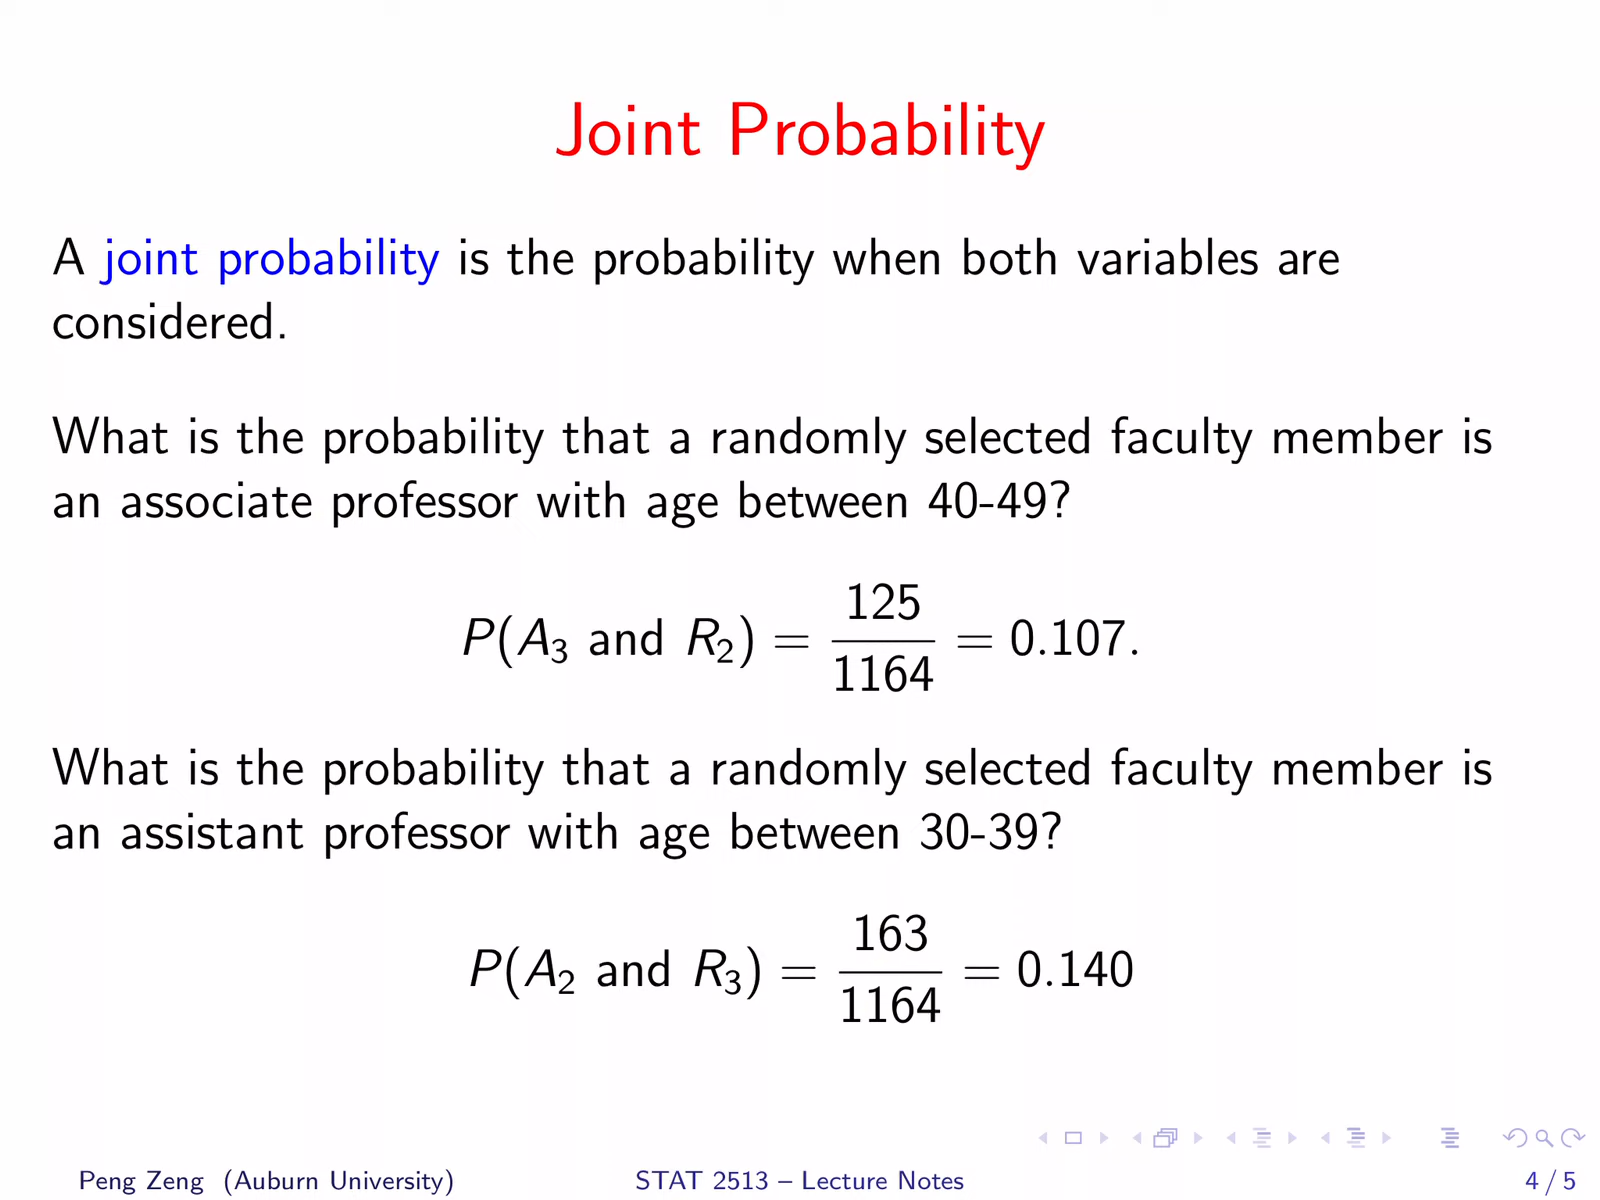 Joint Probability
A joint probability is the probability when both variables are
considered.
What is the probability that a randomly selected faculty member is
an associate professor with age between 40-49?
P(A₃ and R₂) = 125/1164 = 0.107.
What is the probability that a randomly selected faculty member is
an assistant professor with age between 30-39?
P(A₂ and R₃) = 163/1164 = 0.140
Peng Zeng (Auburn University) STAT 2513 – Lecture Notes 4 / 5